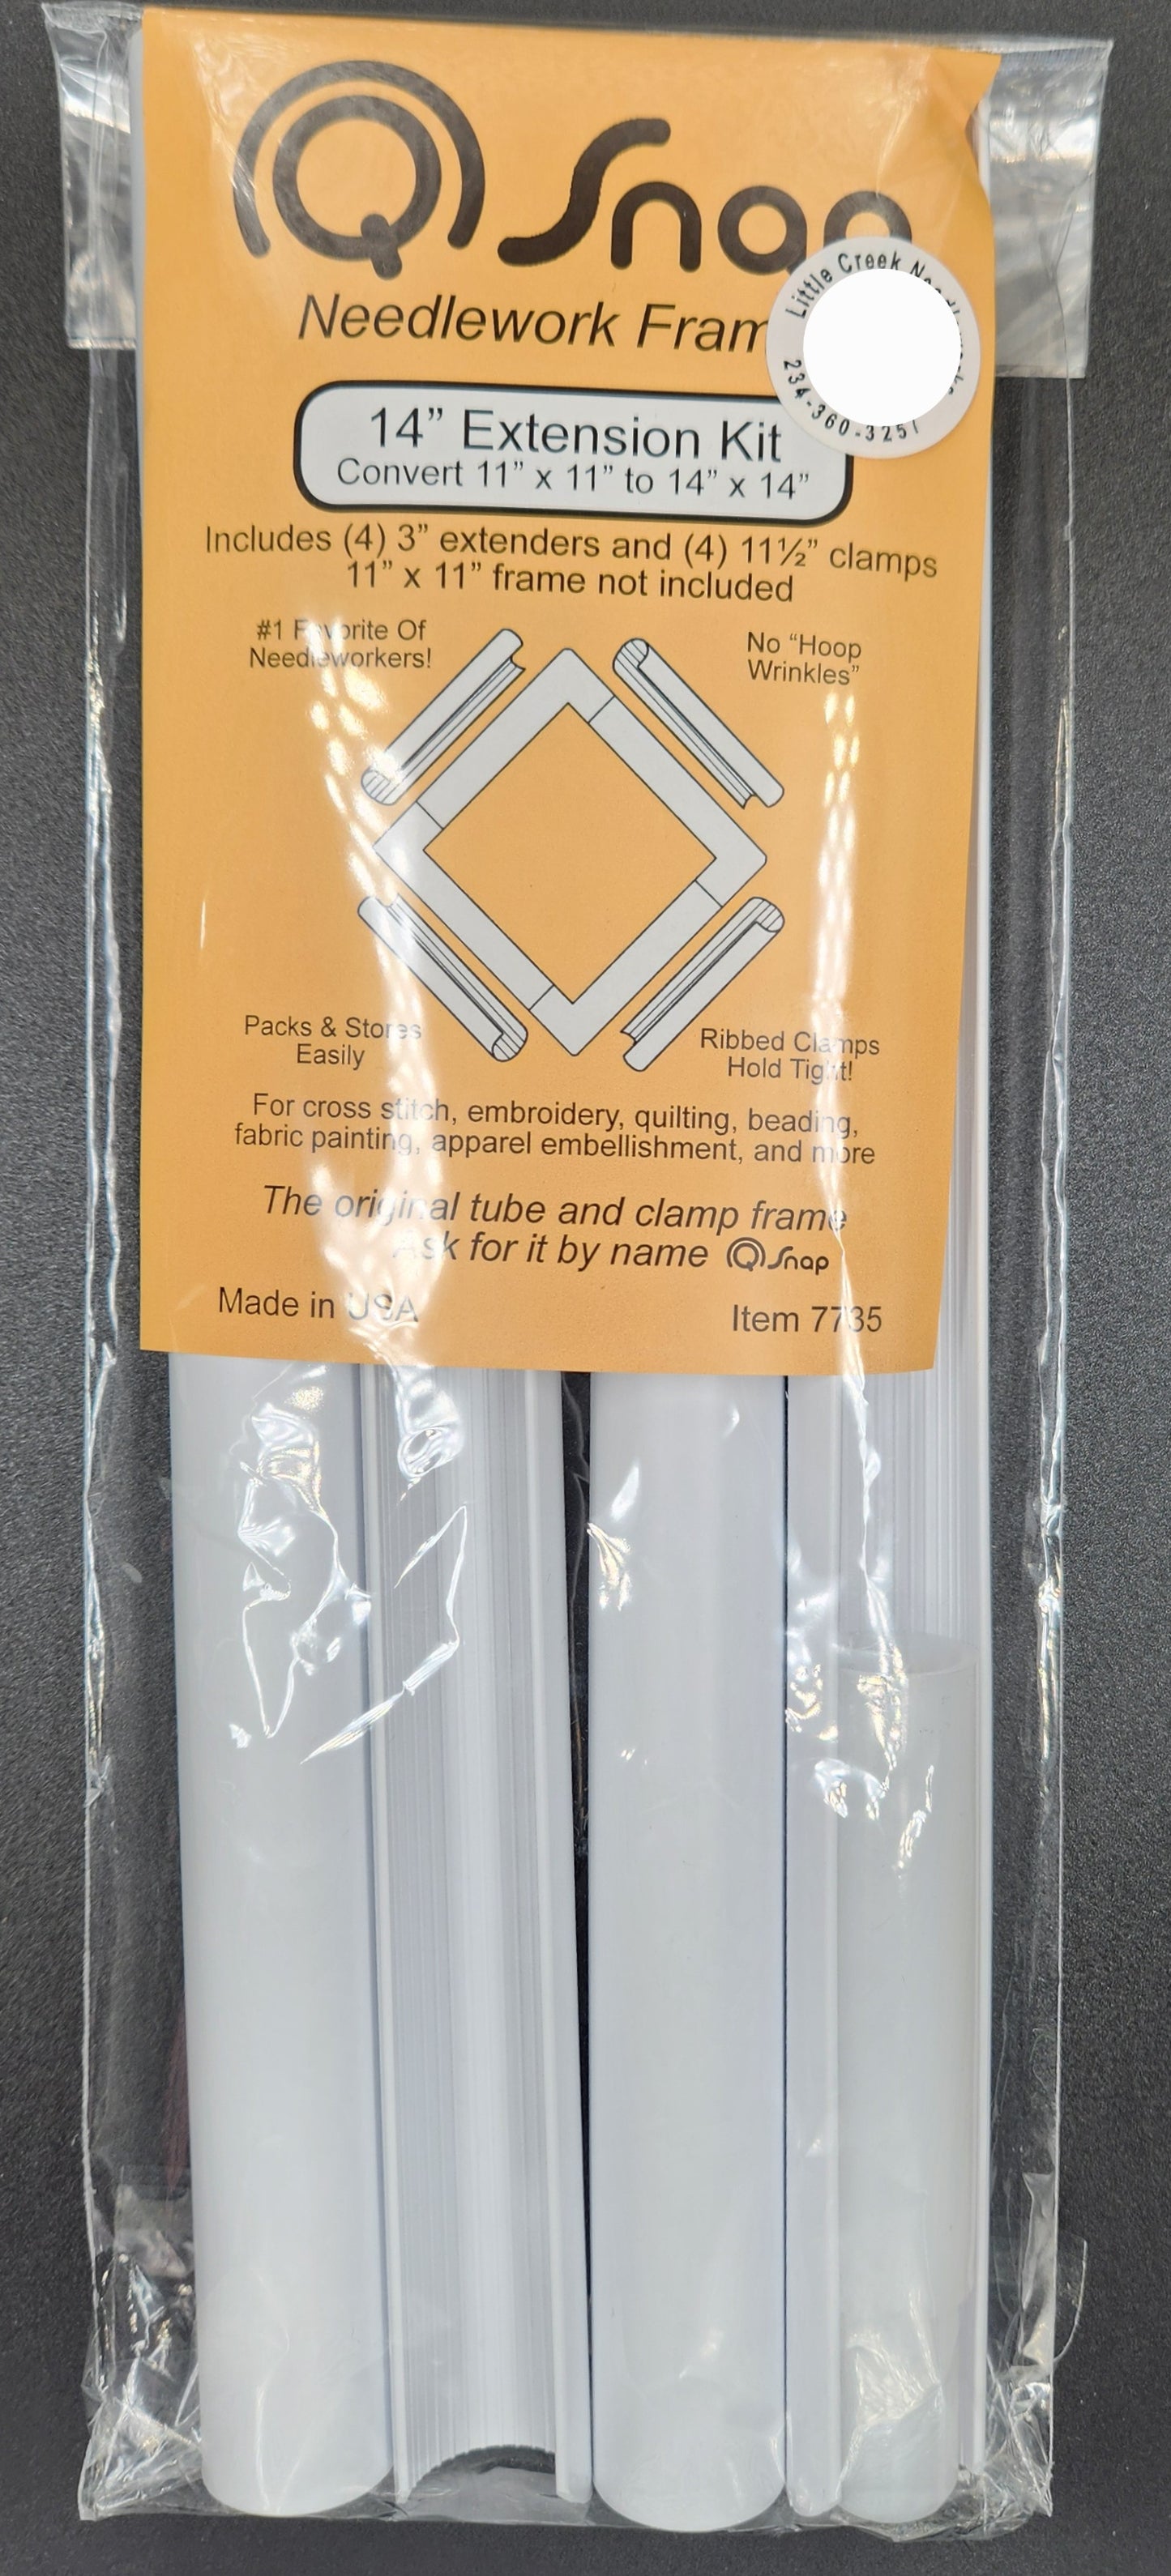 Q Snap
Needlework Fram
Little Creek
234-360-3251
14” Extension Kit
Convert 11” x 11” to 14” x 14”
Includes (4) 3” extenders and (4) 11½” clamps
11” x 11” frame not included
#1 Favorite Of
Needleworkers!
No “Hoop
Wrinkles”
Packs & Stores
Easily
Ribbed Clamps
Hold Tight!
For cross stitch, embroidery, quilting, beading,
fabric painting, apparel embellishment, and more
The original tube and clamp frame
Ask for it by name Q Snap
Made in USA
Item 7735